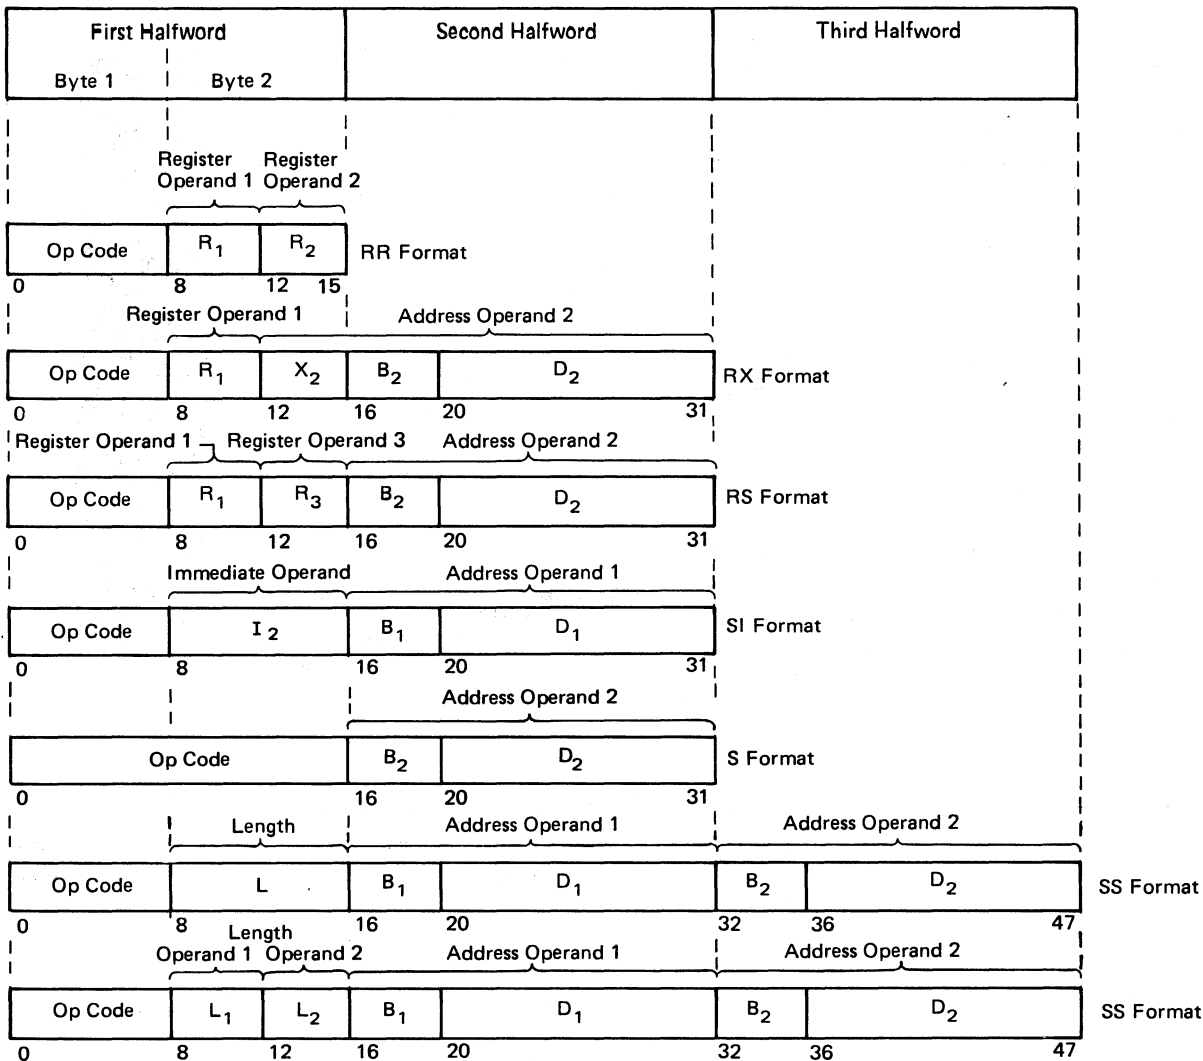 First Halfword Second Halfword Third Halfword
Byte 1 Byte 2
Register Register
Operand 1 Operand 2
Op Code R1 R2 RR Format
0 8 12 15
Register Operand 1 Address Operand 2
Op Code R1 X2 B2 D2 RX Format
0 8 12 16 20 31
Register Operand 1 Register Operand 3 Address Operand 2
Op Code R1 R3 B2 D2 RS Format
0 8 12 16 20 31
Immediate Operand Address Operand 1
Op Code I2 B1 D1 SI Format
0 8 16 20 31
Address Operand 2
Op Code B2 D2 S Format
0 16 20 31
Length Address Operand 1 Address Operand 2
Op Code L B1 D1 B2 D2 SS Format
0 8 16 20 32 36 47
Length
Operand 1 Operand 2 Address Operand 1 Address Operand 2
Op Code L1 L2 B1 D1 B2 D2 SS Format
0 8 12 16 20 32 36 47